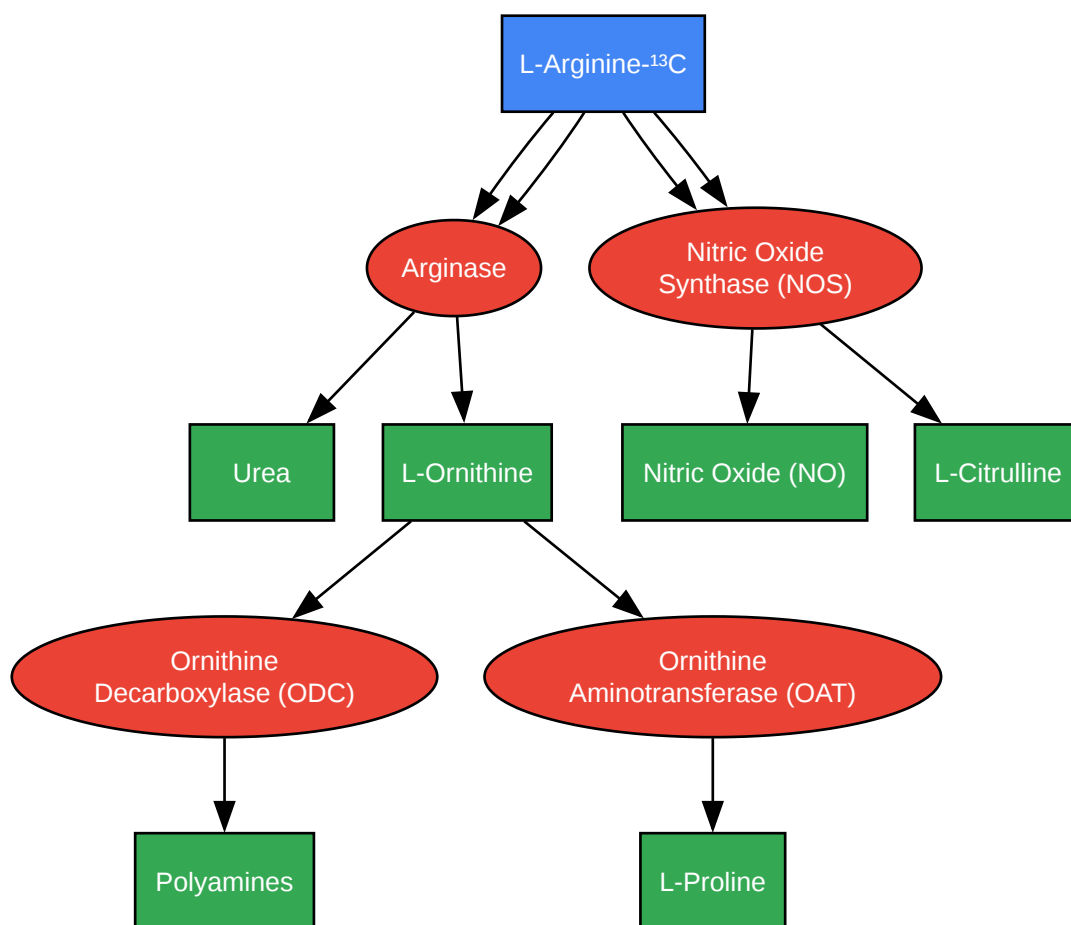 L-Arginine-¹³C
Arginase
Nitric Oxide
Synthase (NOS)
Urea
L-Ornithine
Nitric Oxide (NO)
L-Citrulline
Ornithine
Decarboxylase (ODC)
Ornithine
Aminotransferase (OAT)
Polyamines
L-Proline